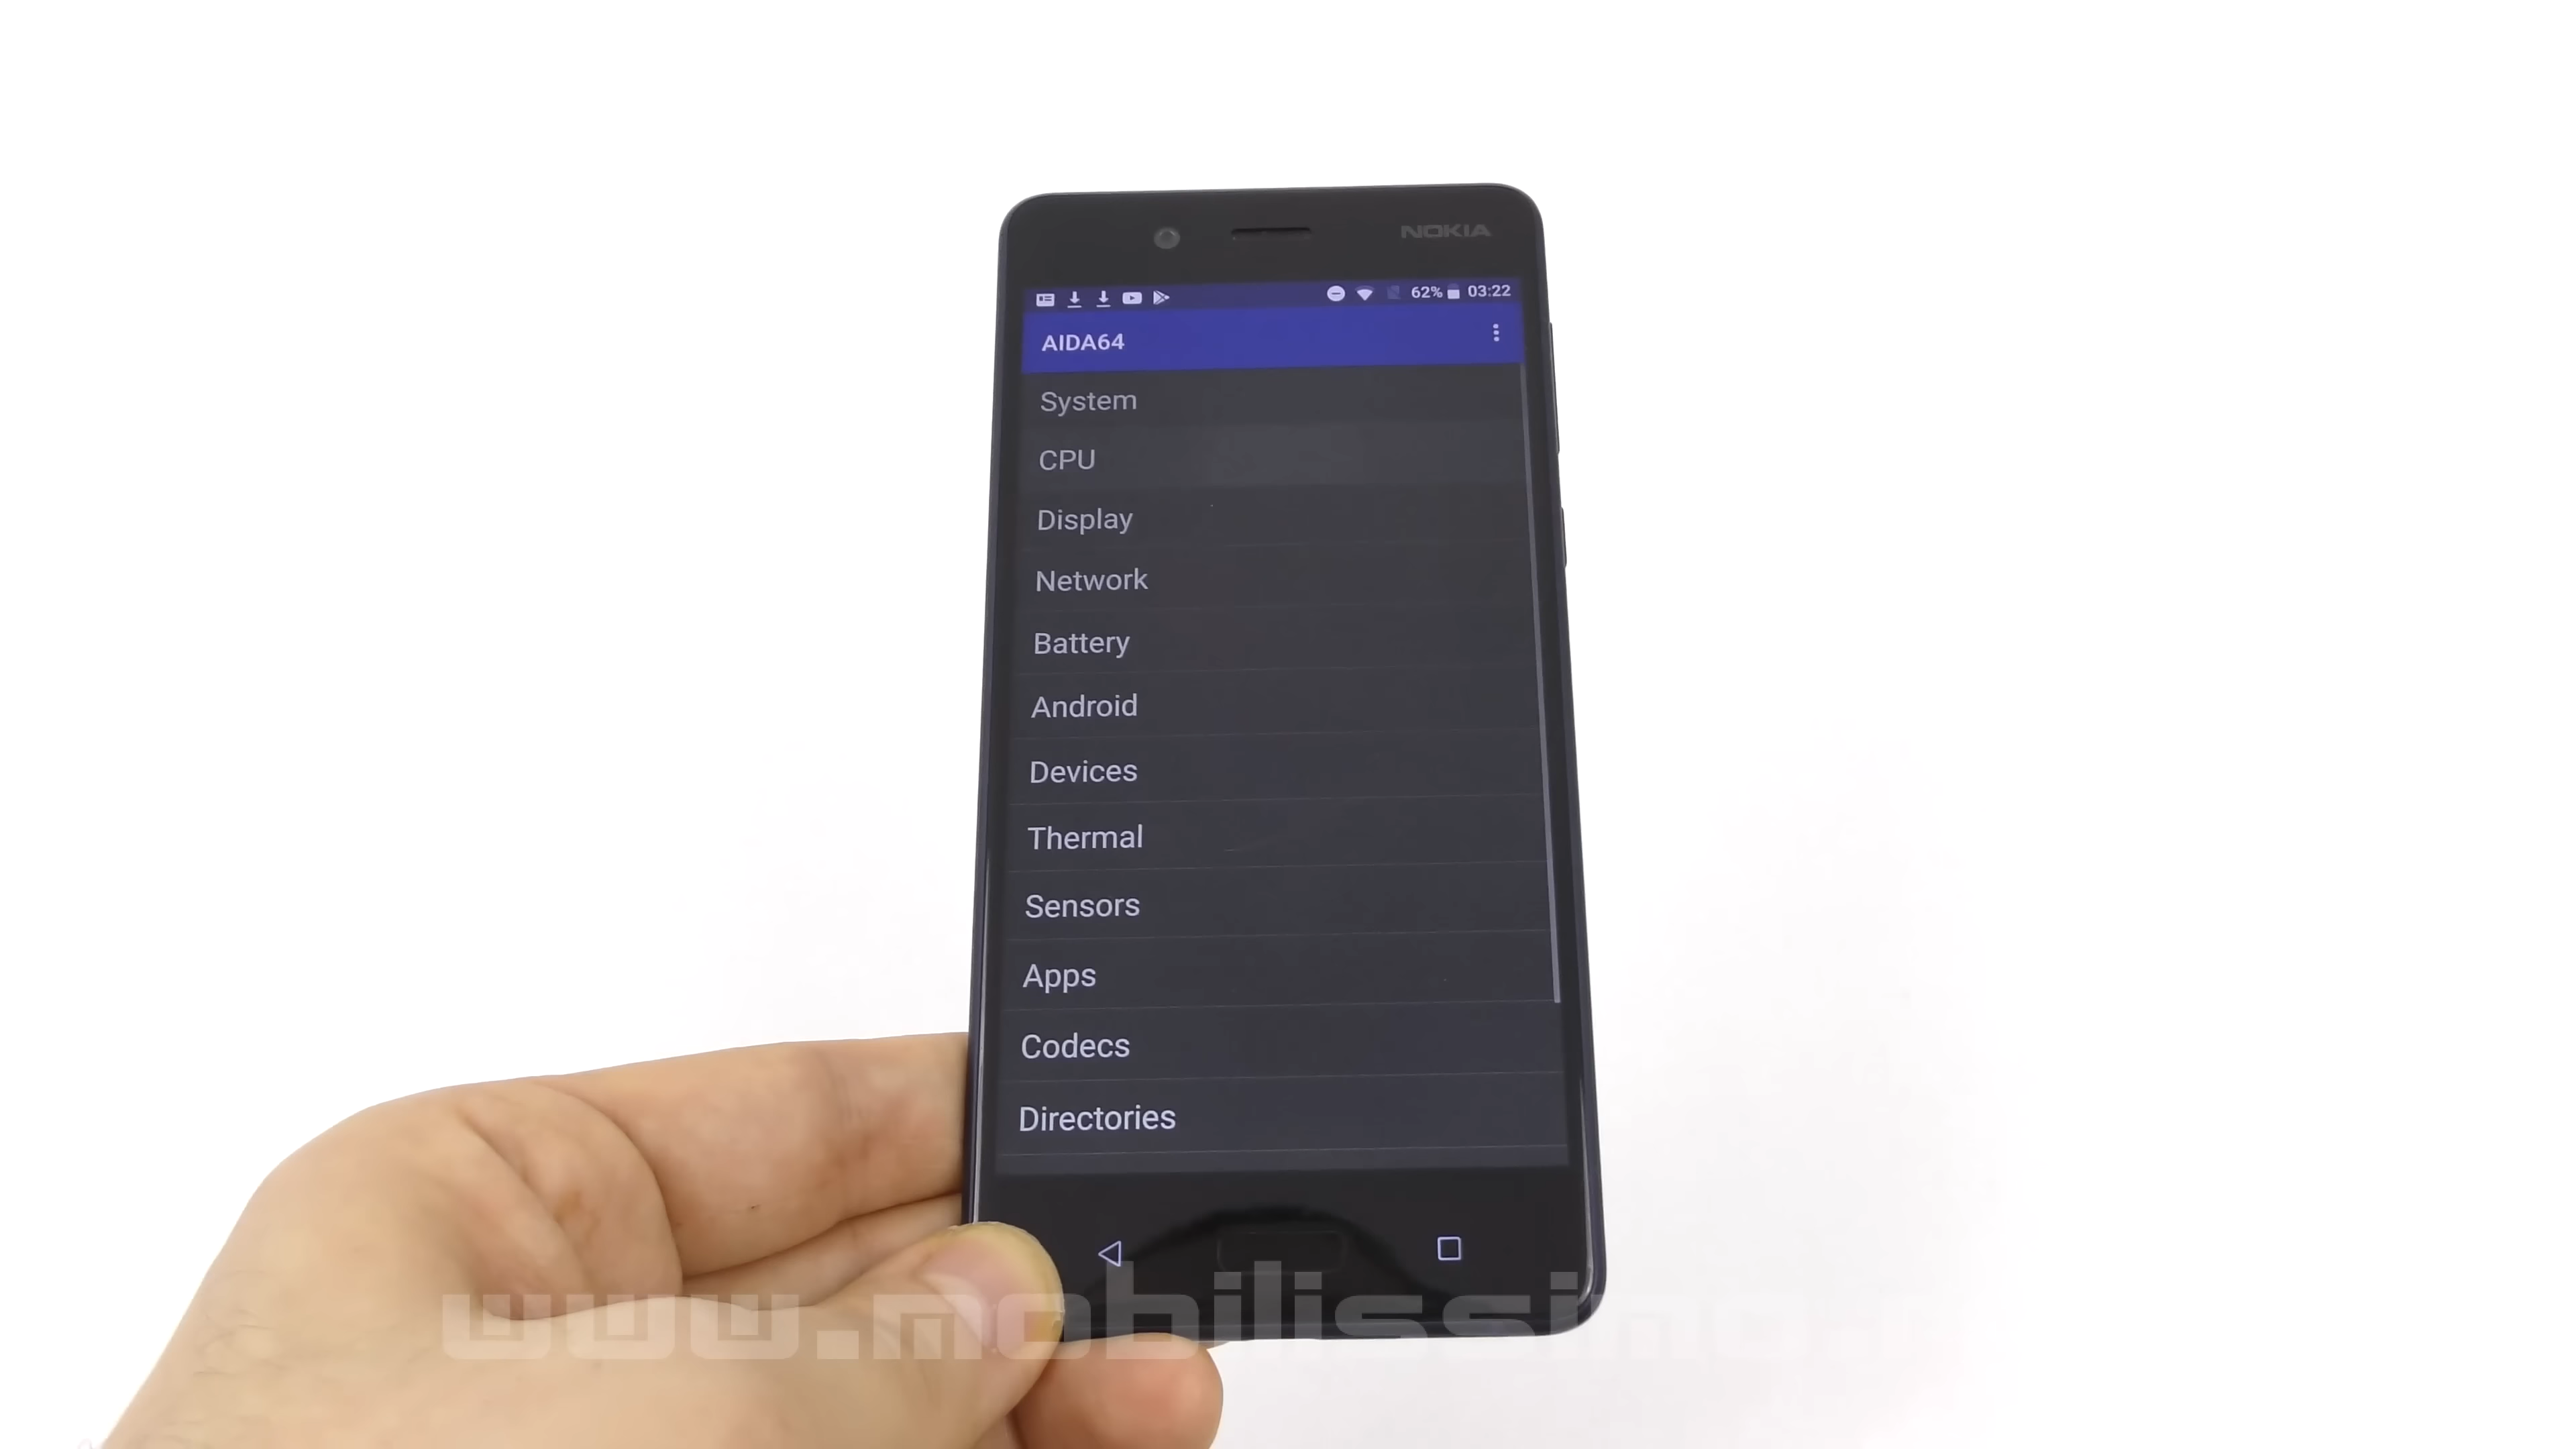 NOKIA
62% 03:22
AIDA64
System
CPU
Display
Network
Battery
Android
Devices
Thermal
Sensors
Apps
Codecs
Directories
www.mobilissimo.r